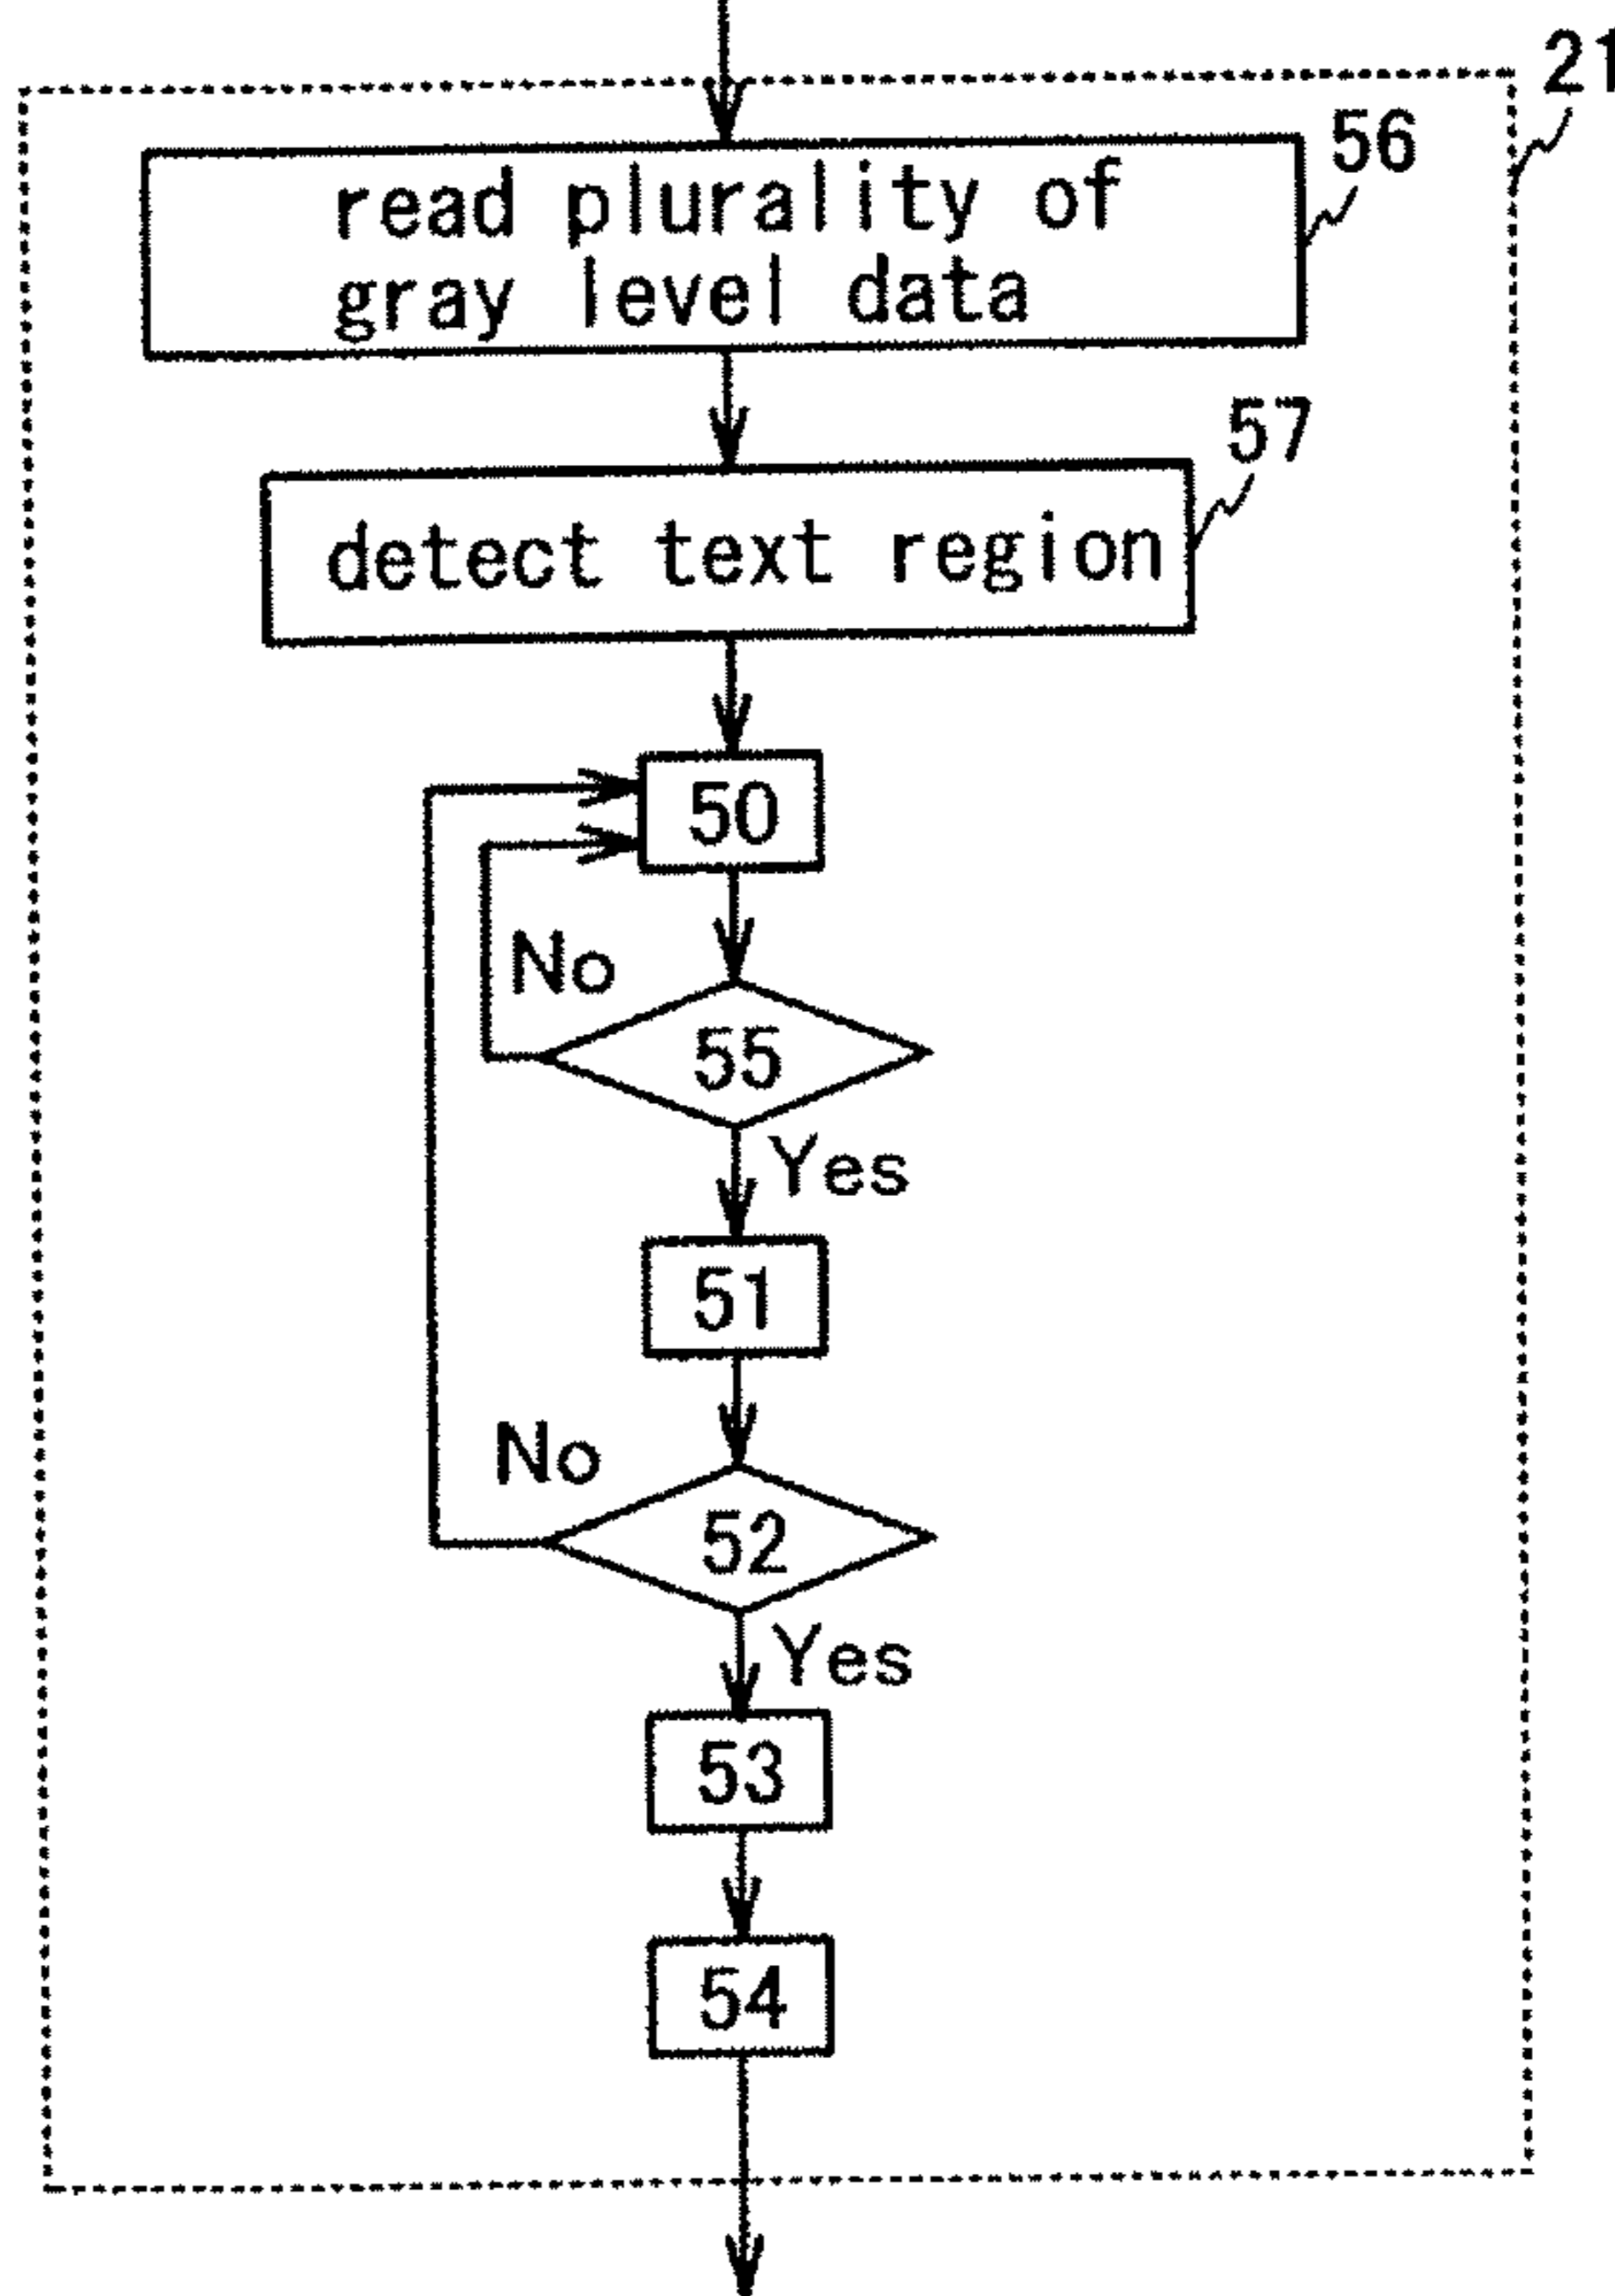 21
56
read plurality of
gray level data
57
detect text region
50
No
55
Yes
51
No
52
Yes
53
54